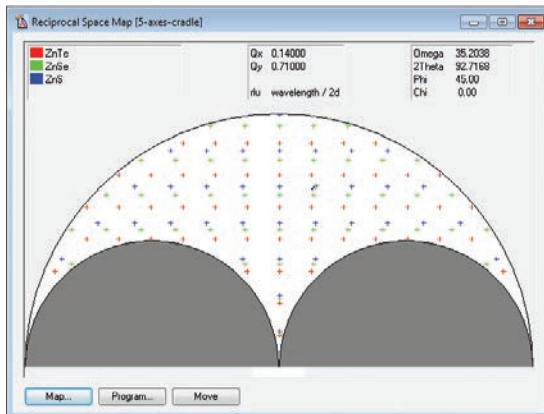 Reciprocal Space Map [5-axes-cradle]
ZnTe
ZnSe
ZnS
Qx 0.14000
Qy 0.71000
rlu wavelength / 2d
Omega 35.2038
2Theta 92.7168
Phi 45.00
Chi 0.00
Map...
Program...
Move